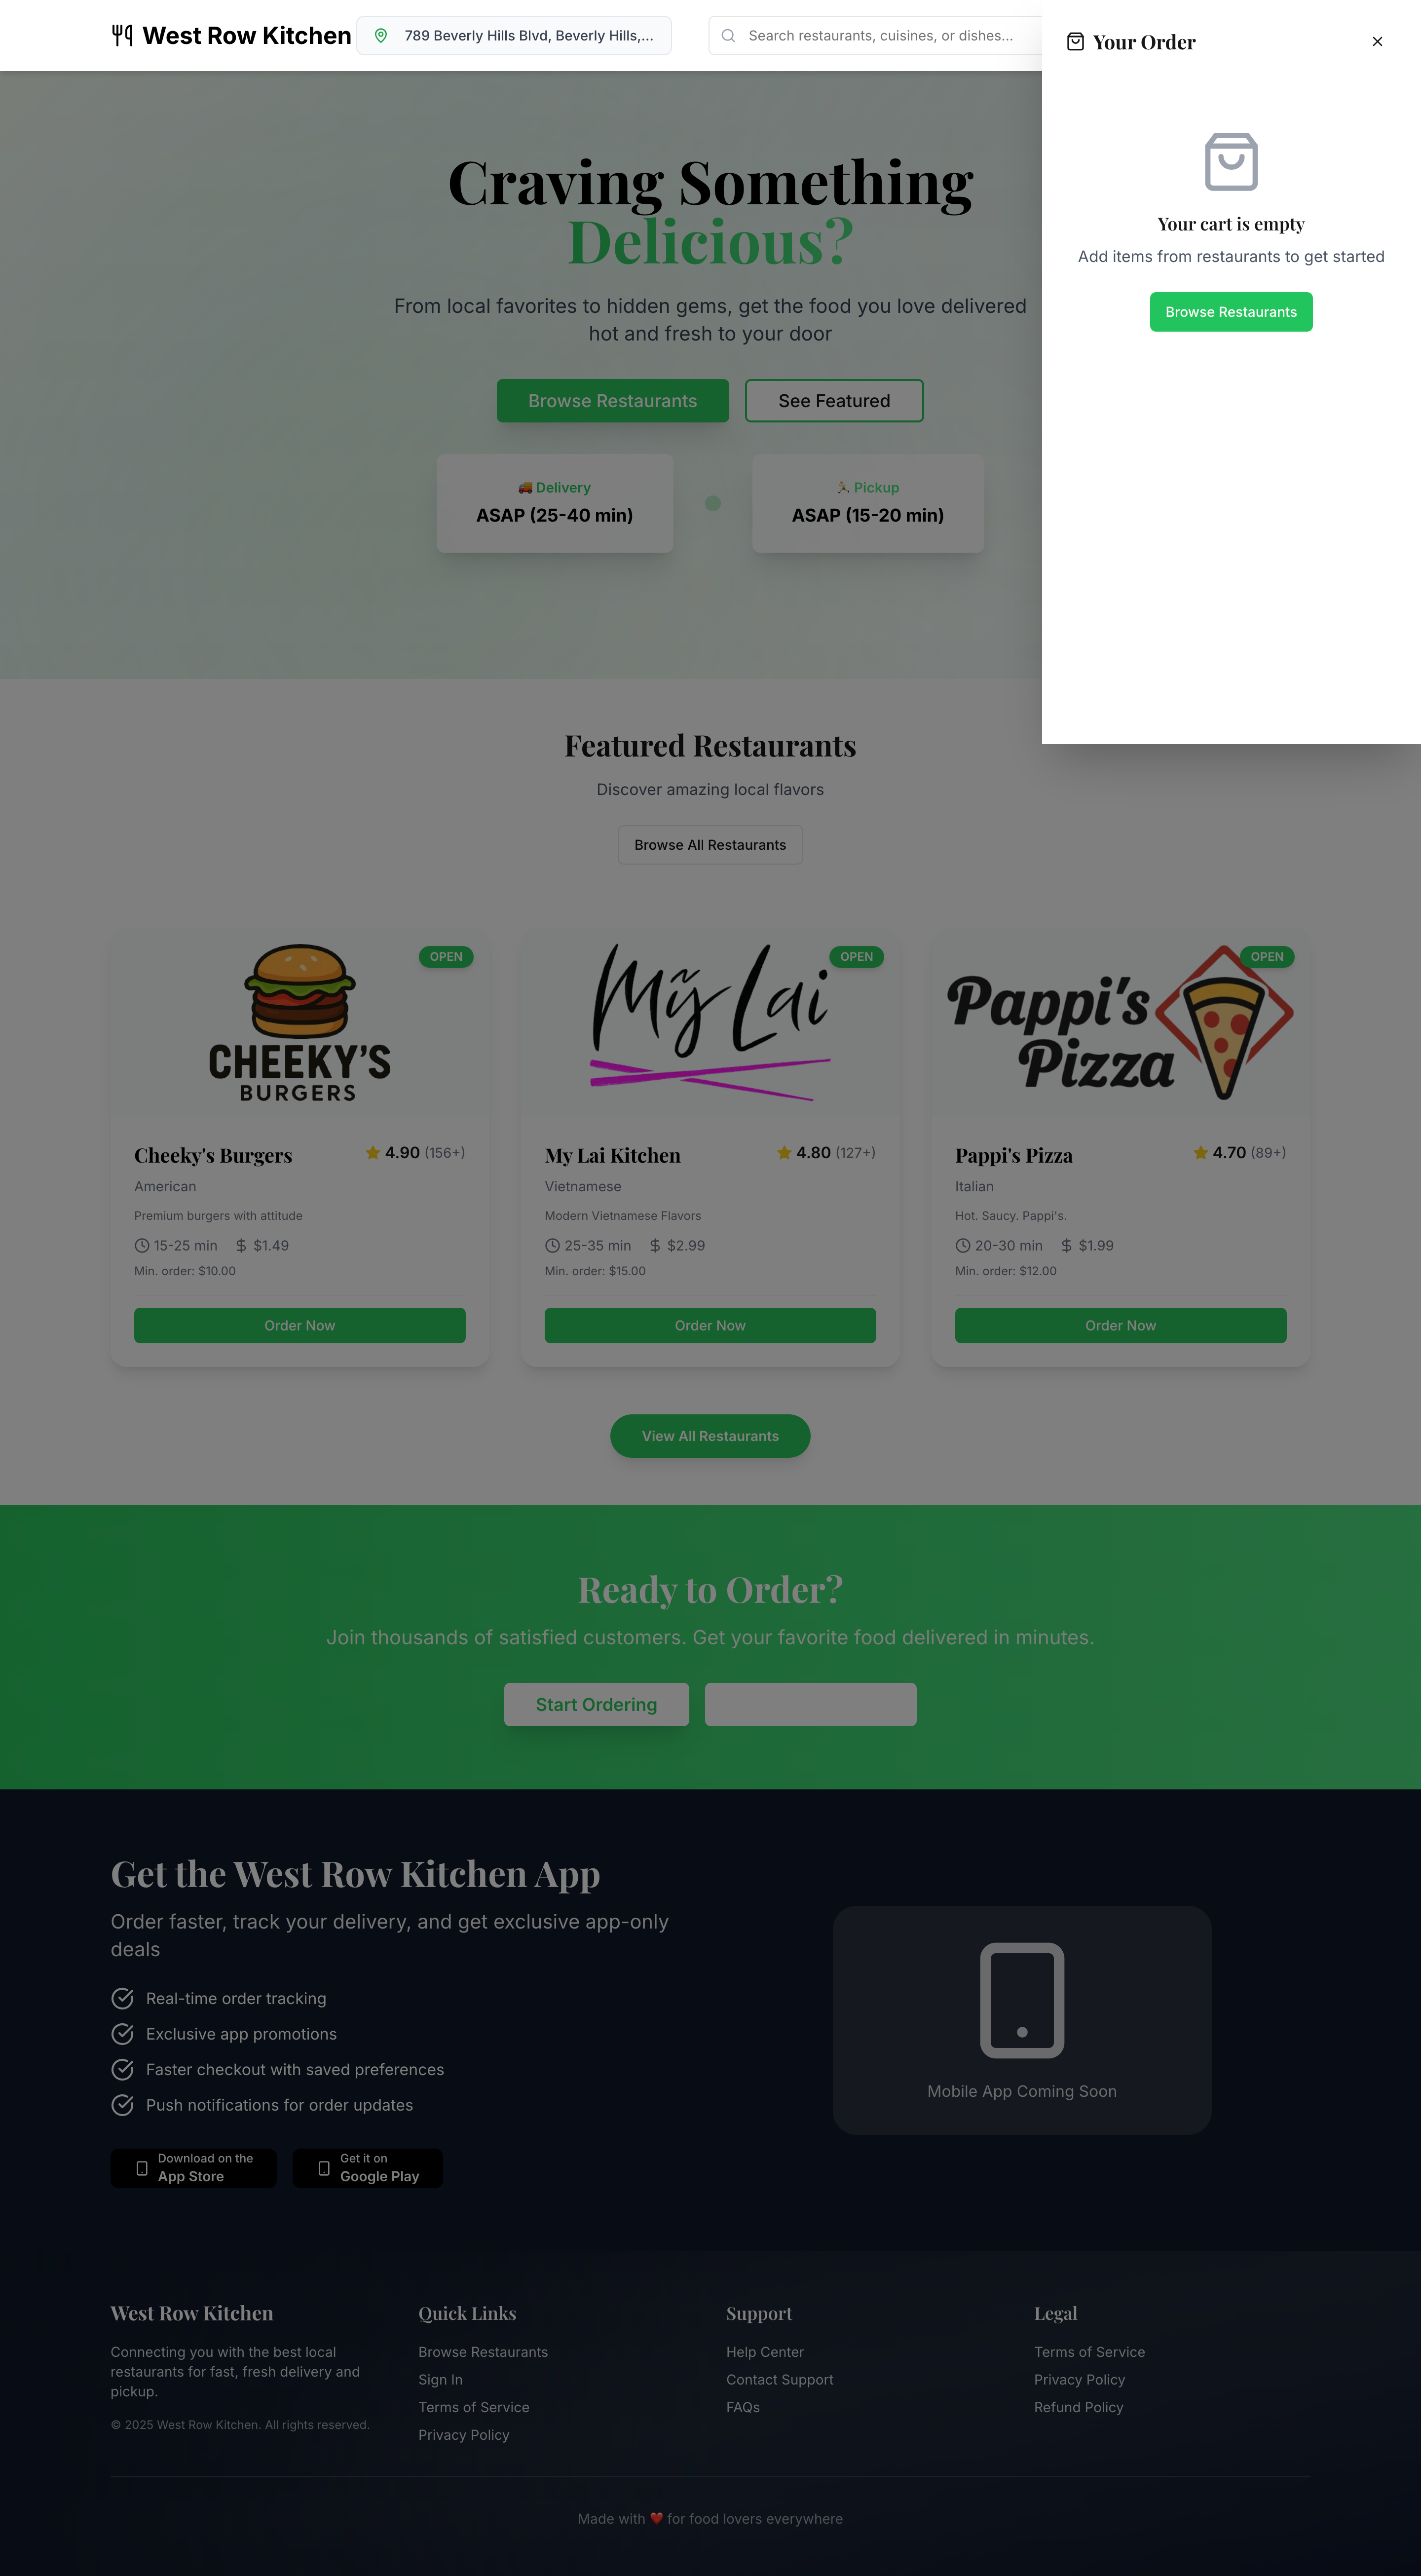 West Row Kitchen
789 Beverly Hills Blvd, Beverly Hills,...
Search restaurants, cuisines, or dishes...
Your Order
Your cart is empty
Add items from restaurants to get started
Browse Restaurants
Craving Something
Delicious?
From local favorites to hidden gems, get the food you love delivered
hot and fresh to your door
Browse Restaurants
See Featured
🚚 Delivery
ASAP (25-40 min)
Pickup
ASAP (15-20 min)
Featured Restaurants
Discover amazing local flavors
Browse All Restaurants
OPEN
CHEEKY'S
BURGERS
Cheeky's Burgers
4.90 (156+)
American
Premium burgers with attitude
15-25 min $1.49
Min. order: $10.00
Order Now
OPEN
Mỹ Lai
My Lai Kitchen
4.80 (127+)
Vietnamese
Modern Vietnamese Flavors
25-35 min $2.99
Min. order: $15.00
Order Now
OPEN
Pappi's
Pizza
Pappi's Pizza
4.70 (89+)
Italian
Hot. Saucy. Pappi's.
20-30 min $1.99
Min. order: $12.00
Order Now
View All Restaurants
Ready to Order?
Join thousands of satisfied customers. Get your favorite food delivered in minutes.
Start Ordering
Get the West Row Kitchen App
Order faster, track your delivery, and get exclusive app-only
deals
Real-time order tracking
Exclusive app promotions
Faster checkout with saved preferences
Push notifications for order updates
Download on the
App Store
Get it on
Google Play
Mobile App Coming Soon
West Row Kitchen
Connecting you with the best local
restaurants for fast, fresh delivery and
pickup.
© 2025 West Row Kitchen. All rights reserved.
Quick Links
Browse Restaurants
Sign In
Terms of Service
Privacy Policy
Support
Help Center
Contact Support
FAQs
Legal
Terms of Service
Privacy Policy
Refund Policy
Made with ❤️ for food lovers everywhere